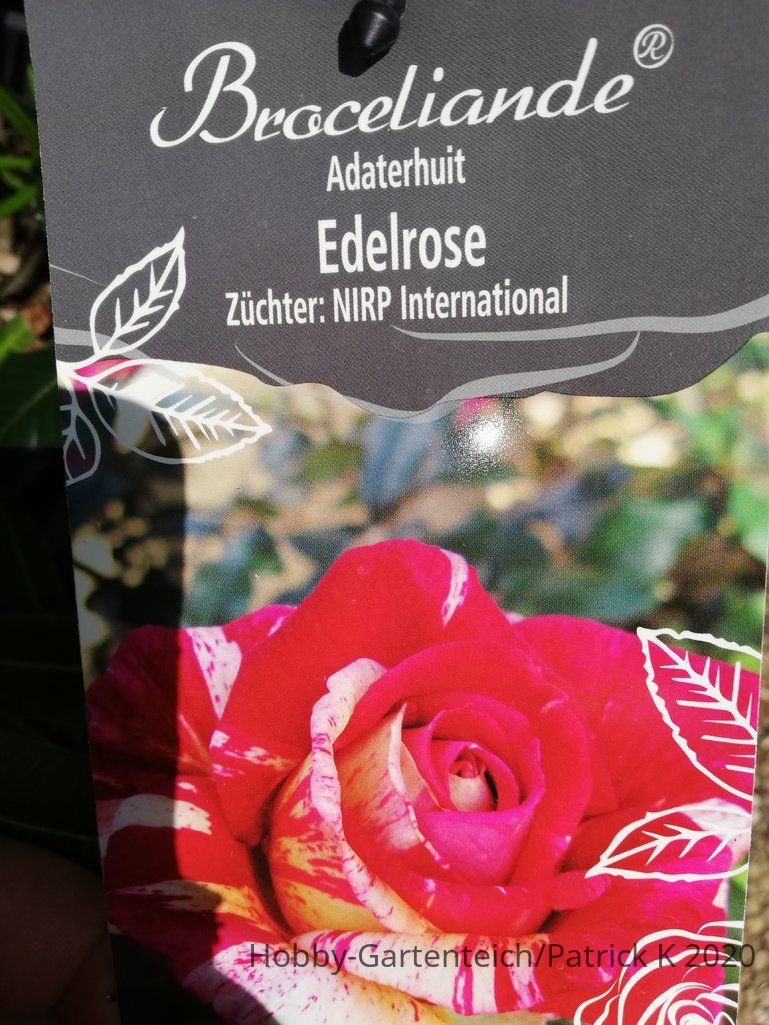 Broceliande®
Adaterhuit
Edelrose
Züchter: NIRP International
Hobby-Gartenteich/Patrick K 2020